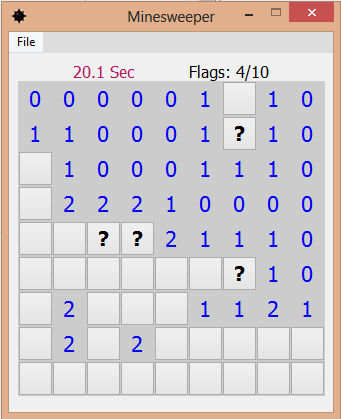 Minesweeper
File
20.1 Sec Flags: 4/10
0 0 0 0 0 1 1 0
1 1 0 0 0 1 ? 1 0
1 0 0 0 1 1 1 0
2 2 2 1 0 0 0 0
? ? 2 1 1 1 0
? 1 0
2 1 1 2 1
2 2